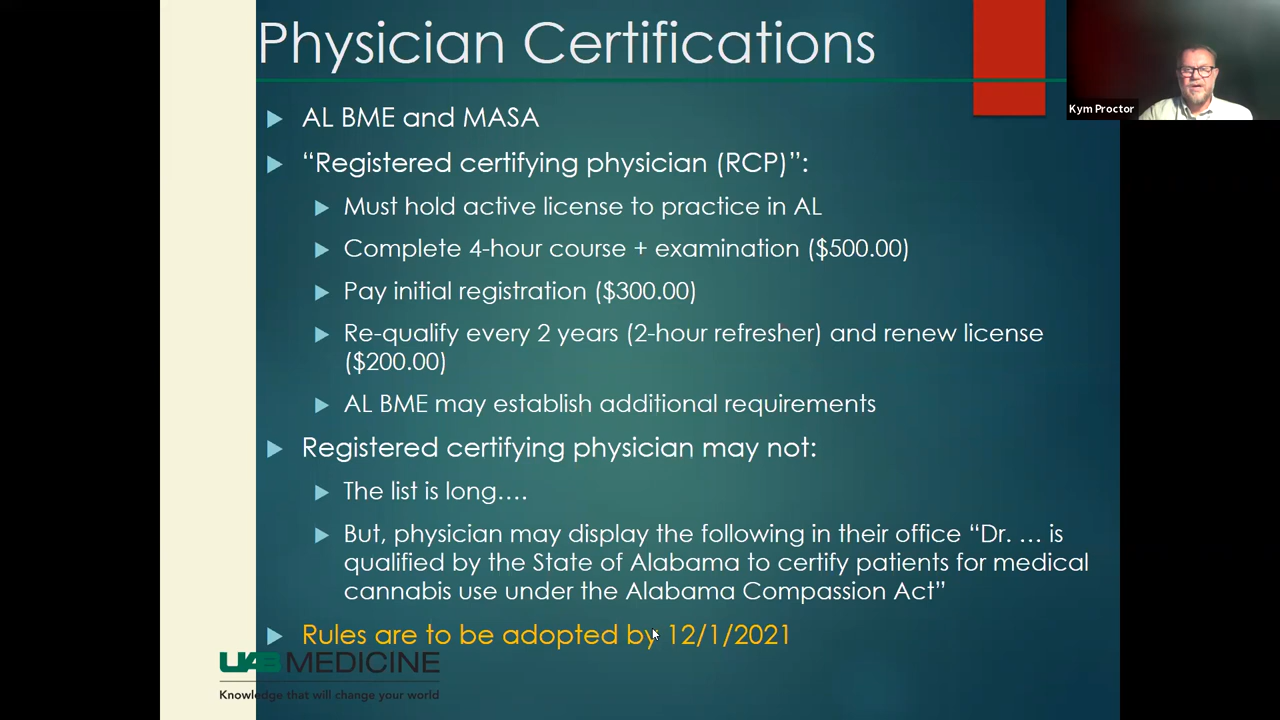 Physician Certifications
Kym Proctor
AL BME and MASA
“Registered certifying physician (RCP)”:
Must hold active license to practice in AL
Complete 4-hour course + examination ($500.00)
Pay initial registration ($300.00)
Re-qualify every 2 years (2-hour refresher) and renew license
($200.00)
AL BME may establish additional requirements
Registered certifying physician may not:
The list is long….
But, physician may display the following in their office “Dr. … is
qualified by the State of Alabama to certify patients for medical
cannabis use under the Alabama Compassion Act”
Rules are to be adopted by 12/1/2021
UAB MEDICINE
Knowledge that will change your world